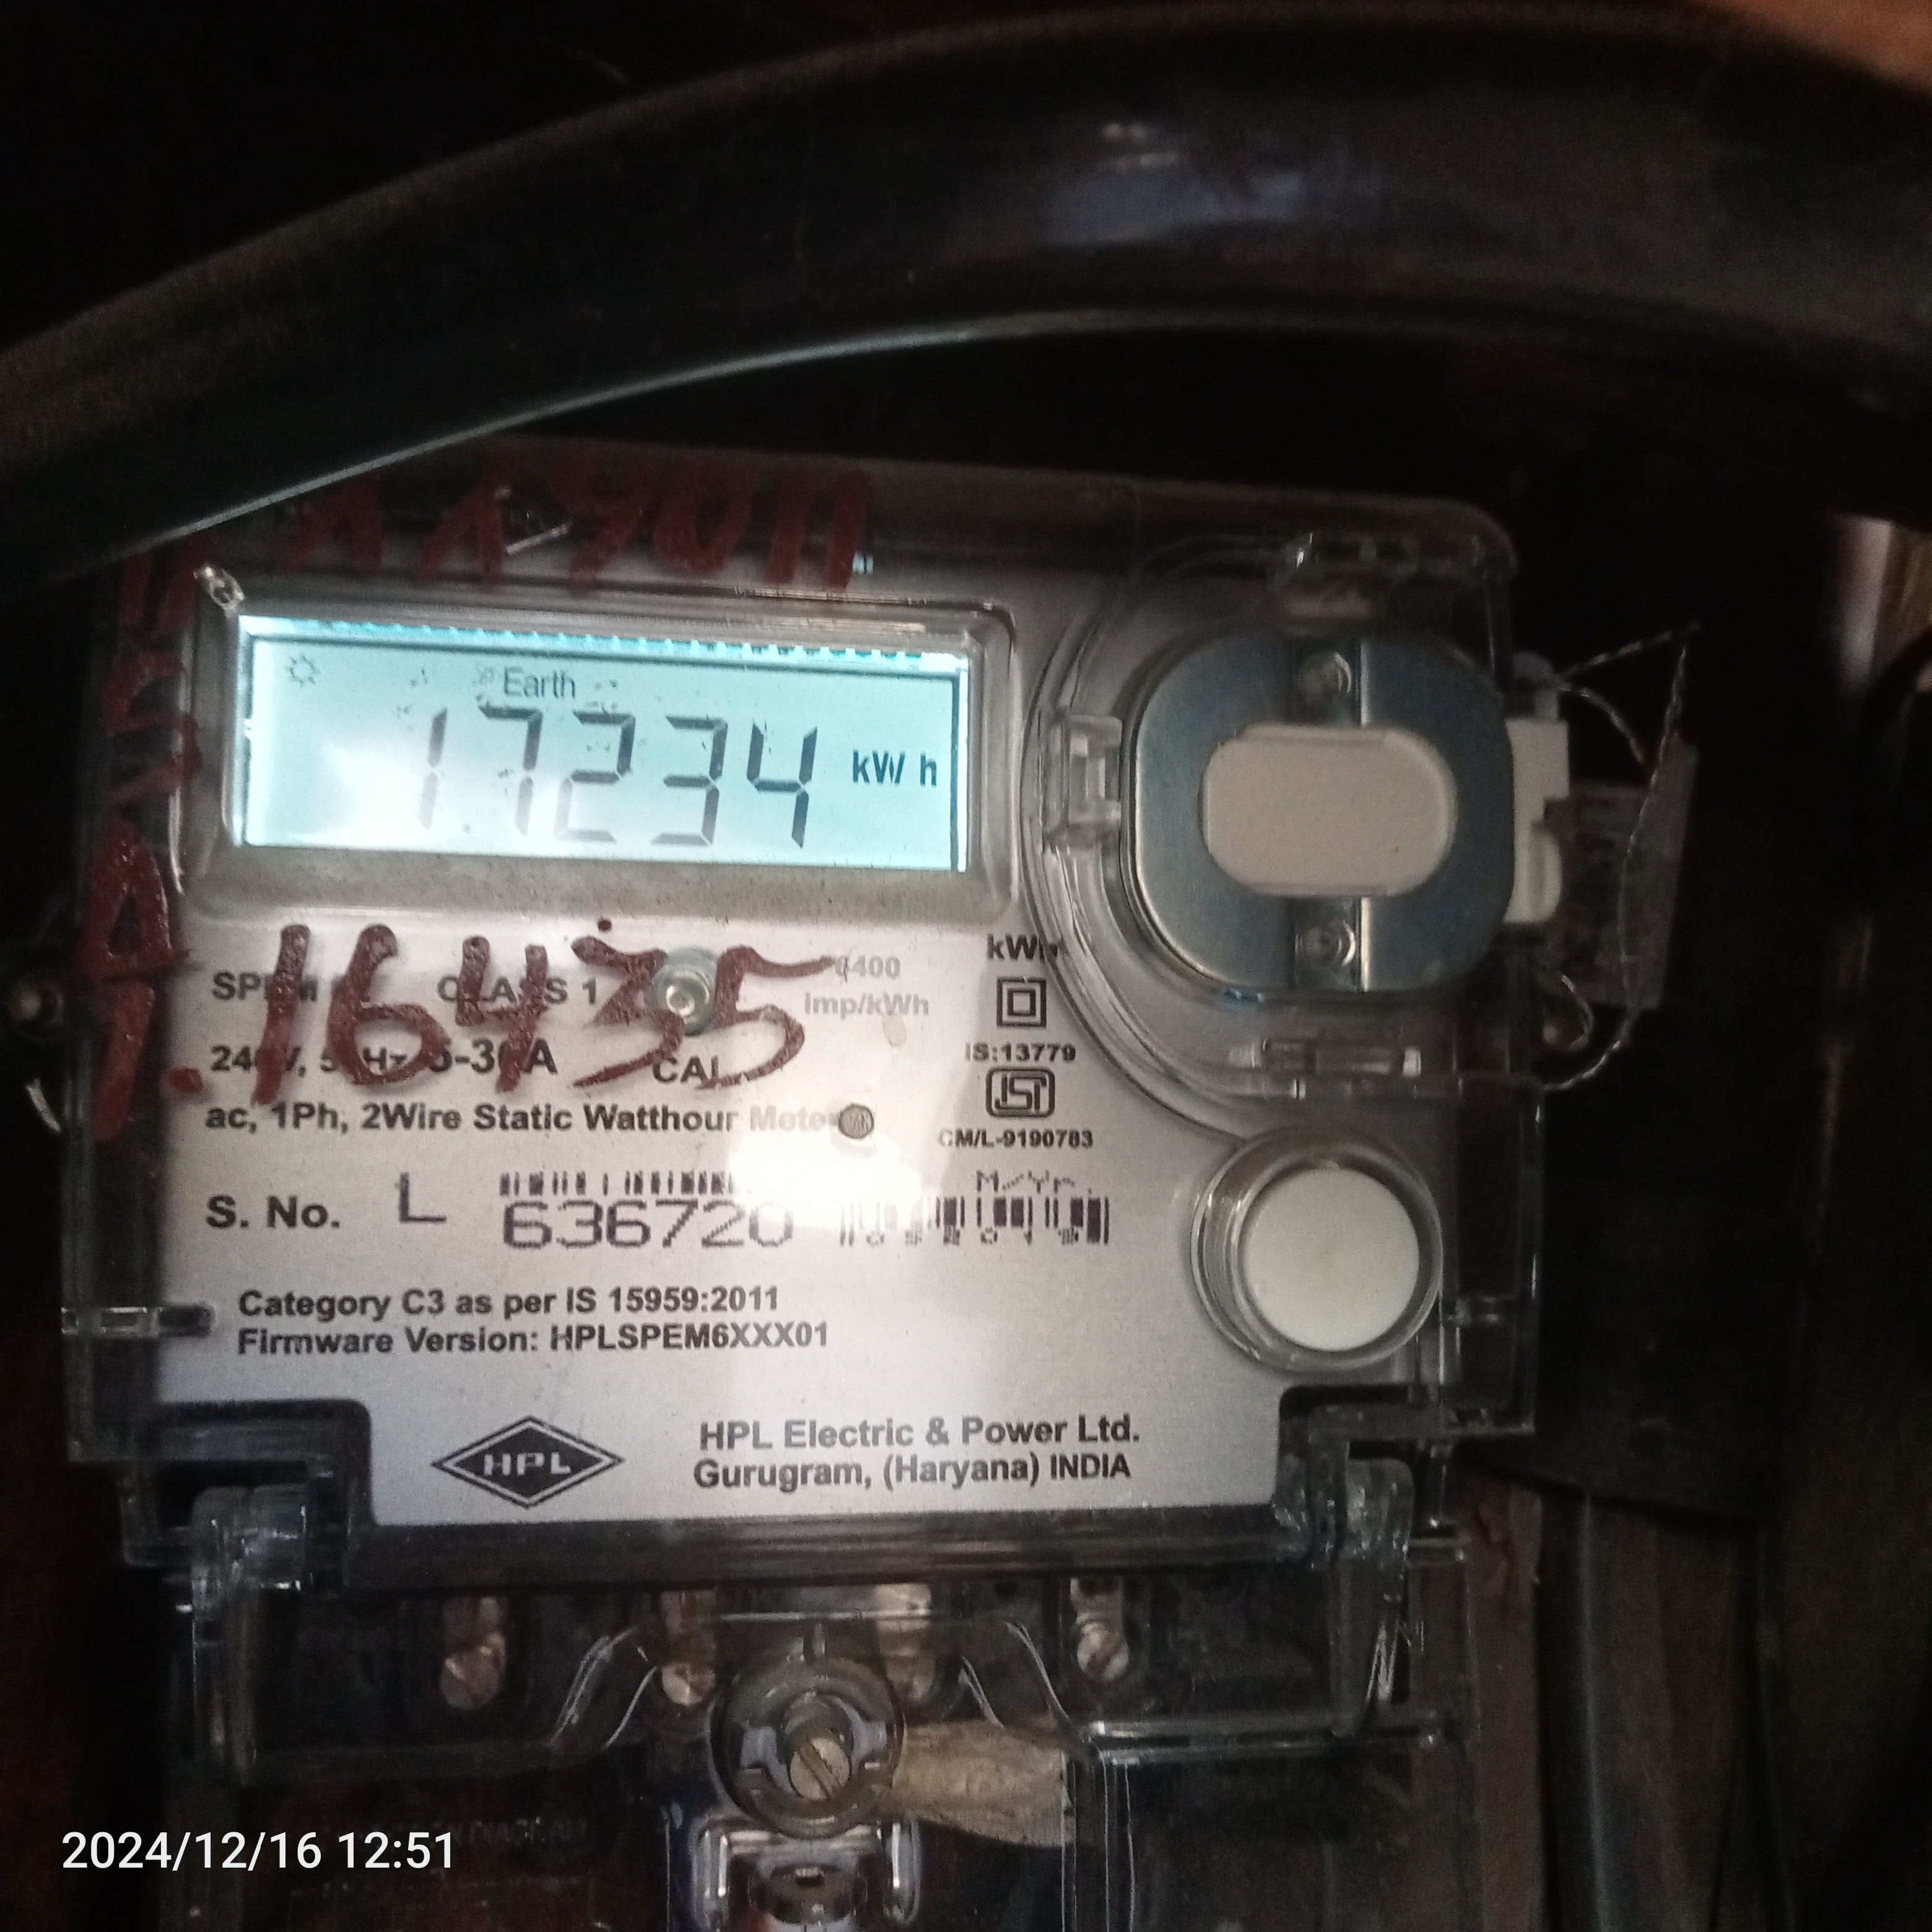 Earth
17234 kWh
16435
CLASS 1
6400
imp/kWh
kWh
IS:13779
CAL
ac, 1Ph, 2Wire Static Watthour Meter
CM/L-9190783
M/Yr.
S. No. L 636720
Category C3 as per IS 15959:2011
Firmware Version: HPLSPEM6XXX01
HPL
HPL Electric & Power Ltd.
Gurugram, (Haryana) INDIA
2024/12/16 12:51